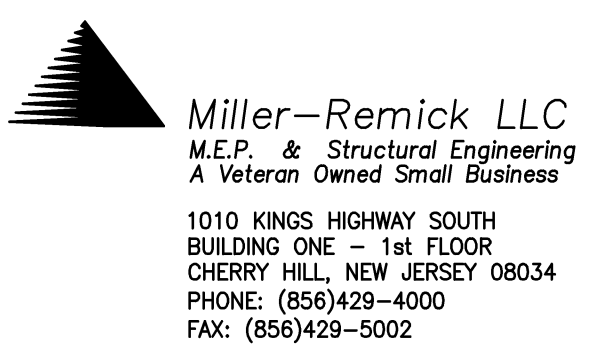 Miller-Remick LLC
M.E.P. & Structural Engineering
A Veteran Owned Small Business
1010 KINGS HIGHWAY SOUTH
BUILDING ONE - 1st FLOOR
CHERRY HILL, NEW JERSEY 08034
PHONE: (856)429-4000
FAX: (856)429-5002